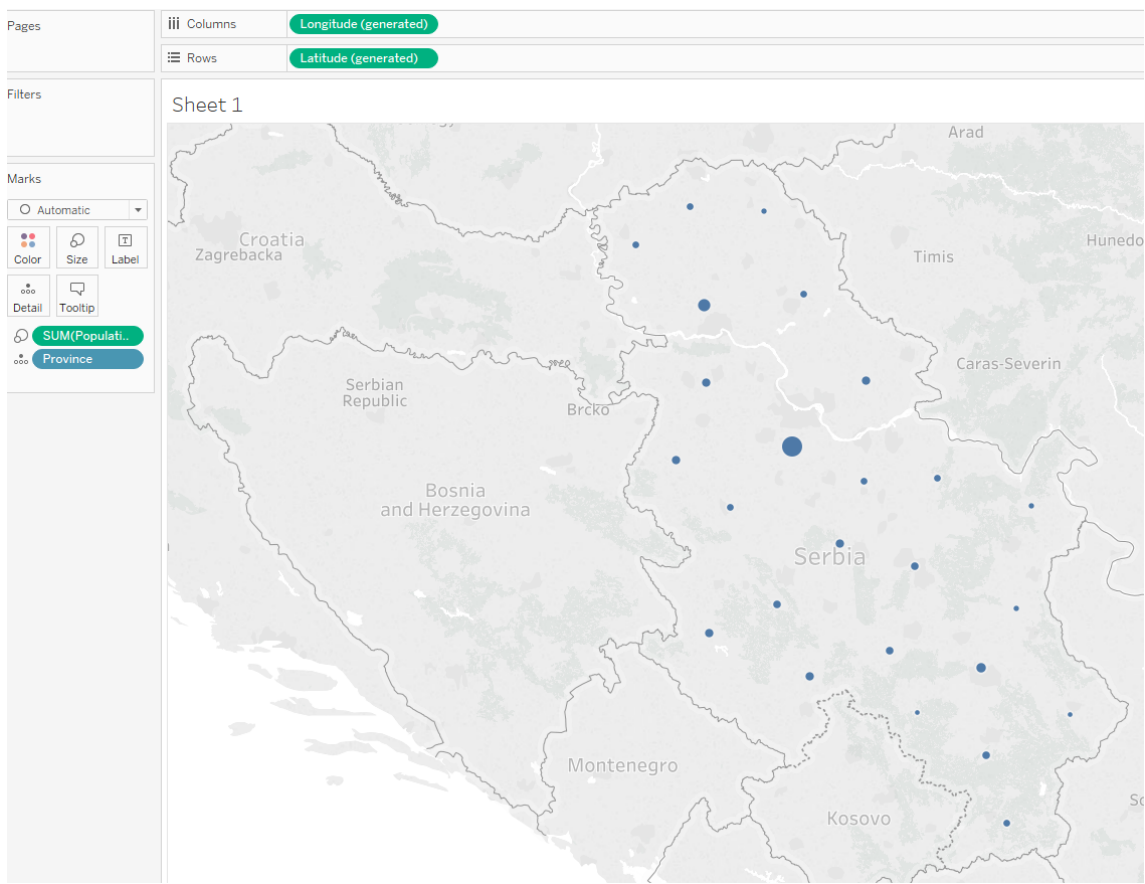 Pages
Columns
Longitude (generated)
Rows
Latitude (generated)
Filters
Sheet 1
Marks
Automatic
Color
Size
Label
Detail
Tooltip
SUM(Populati..
Province
Arad
Croatia
Zagrebacka
Timis
Hunedo
Caras-Severin
Serbian
Republic
Brcko
Bosnia
and Herzegovina
Serbia
Montenegro
Kosovo